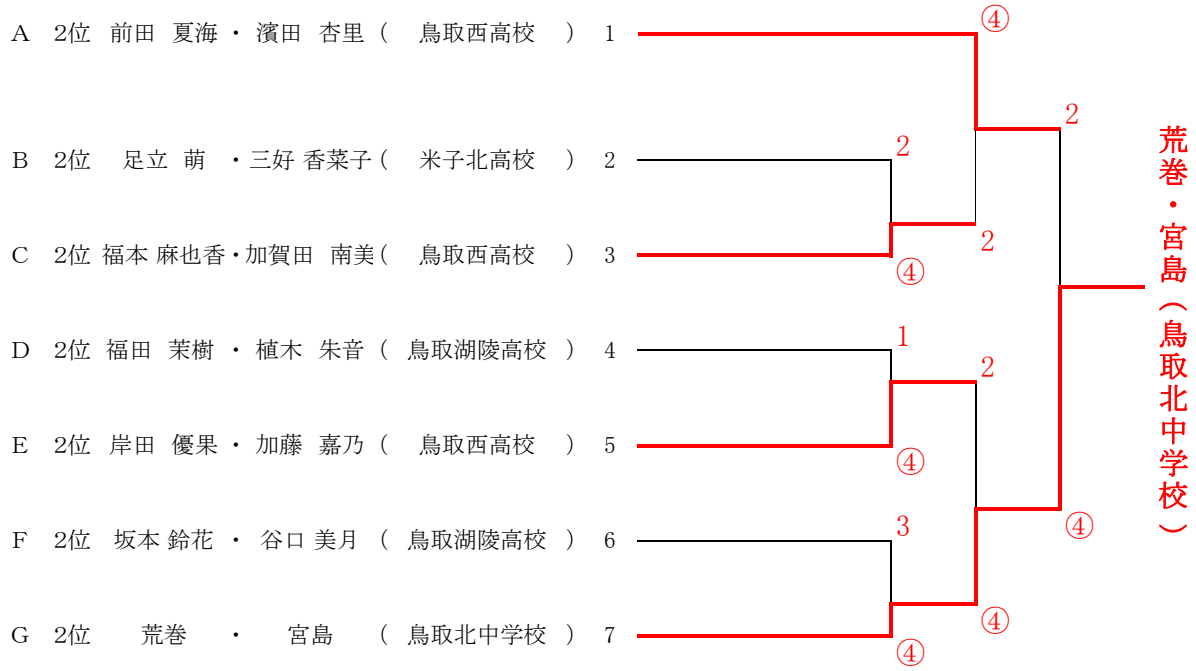 A 2位 前田 夏海 ・ 濱田 杏里 ( 鳥取西高校 ) 1
④
2
B 2位 足立 萌 ・ 三好 香菜子 ( 米子北高校 ) 2
2
C 2位 福本 麻也香 ・ 加賀田 南美 ( 鳥取西高校 ) 3
2
④
D 2位 福田 茉樹 ・ 植木 朱音 ( 鳥取湖陵高校 ) 4
1
2
E 2位 岸田 優果 ・ 加藤 嘉乃 ( 鳥取西高校 ) 5
④
F 2位 坂本 鈴花 ・ 谷口 美月 ( 鳥取湖陵高校 ) 6
3
④
G 2位 荒巻 ・ 宮島 ( 鳥取北中学校 ) 7
④
④
荒巻・宮島(鳥取北中学校)